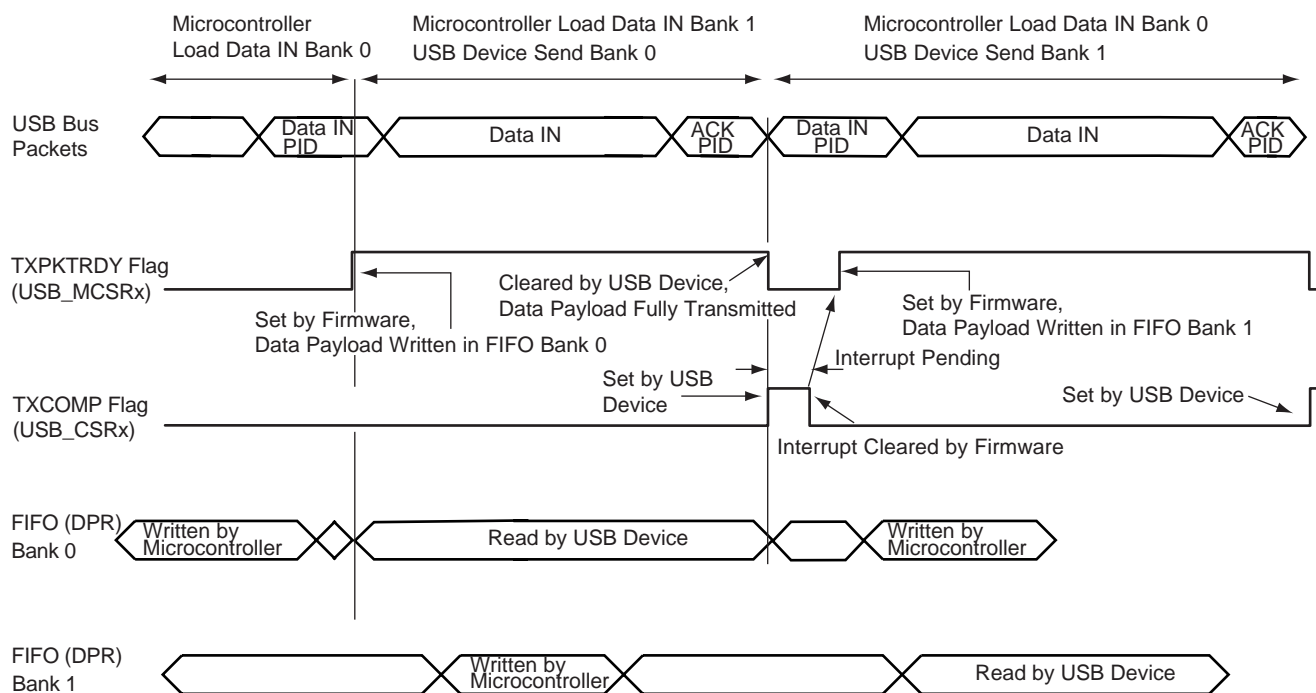 Microcontroller
Load Data IN Bank 0
Microcontroller Load Data IN Bank 1
USB Device Send Bank 0
Microcontroller Load Data IN Bank 0
USB Device Send Bank 1
USB Bus
Packets
Data IN
PID
Data IN
ACK
PID
Data IN
PID
Data IN
ACK
PID
TXPKTRDY Flag
(USB_MCSRx)
Set by Firmware,
Data Payload Written in FIFO Bank 0
Cleared by USB Device,
Data Payload Fully Transmitted
Set by Firmware,
Data Payload Written in FIFO Bank 1
Interrupt Pending
Set by USB
Device
TXCOMP Flag
(USB_CSRx)
Set by USB Device
Interrupt Cleared by Firmware
FIFO (DPR)
Bank 0
Written by
Microcontroller
Read by USB Device
Written by
Microcontroller
FIFO (DPR)
Bank 1
Written by
Microcontroller
Read by USB Device